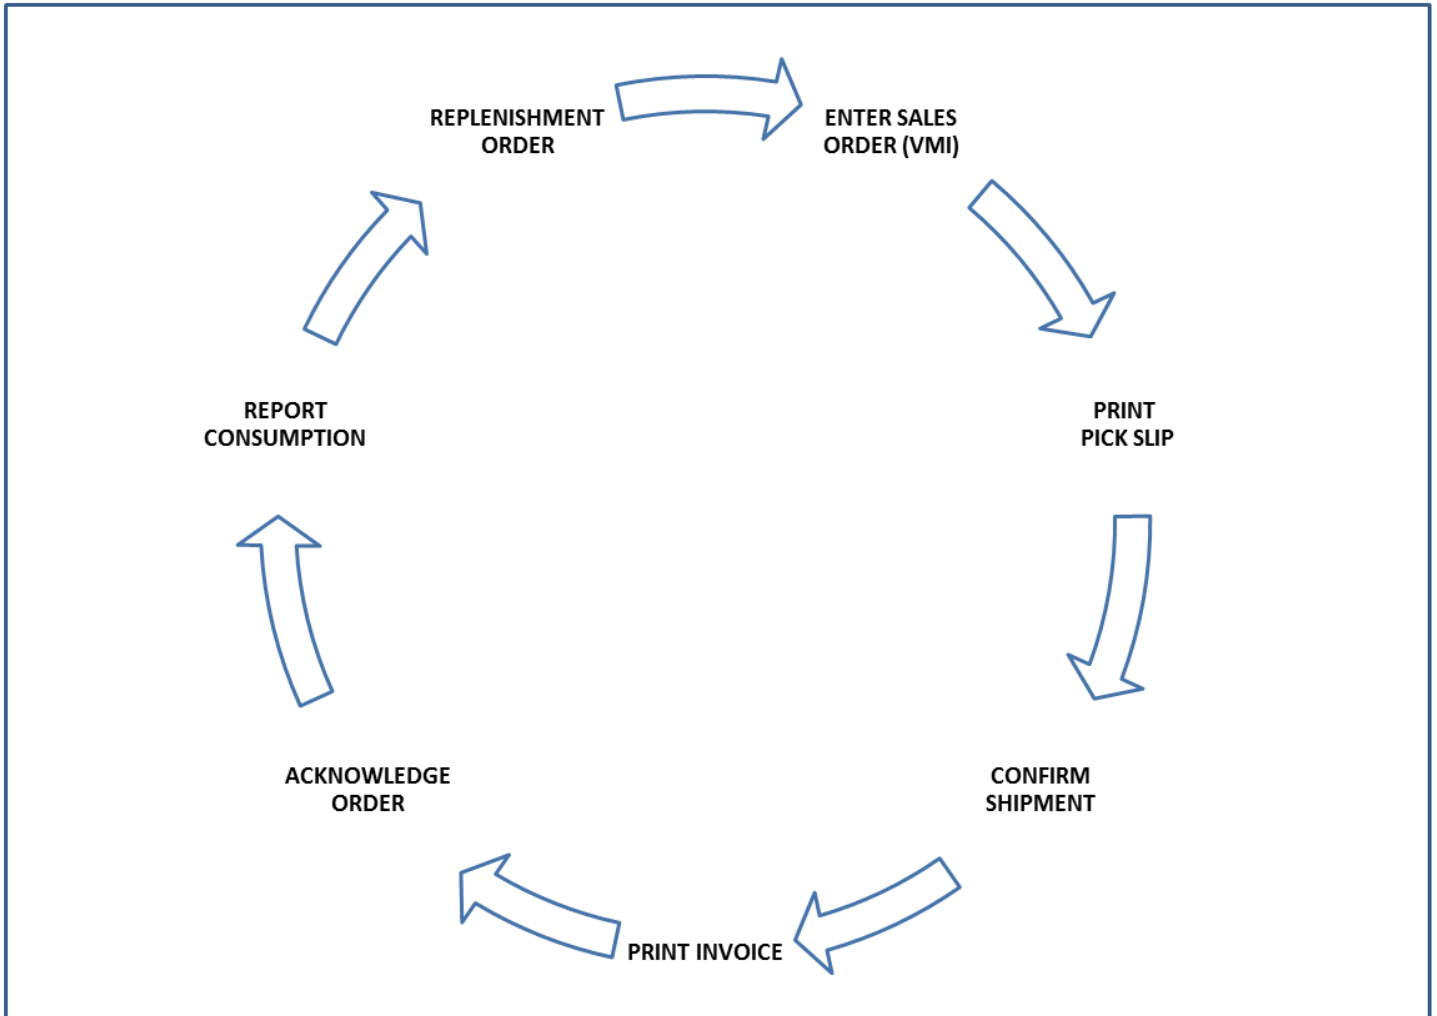 REPLENISHMENT
ORDER
ENTER SALES
ORDER (VMI)
PRINT
PICK SLIP
CONFIRM
SHIPMENT
PRINT INVOICE
ACKNOWLEDGE
ORDER
REPORT
CONSUMPTION